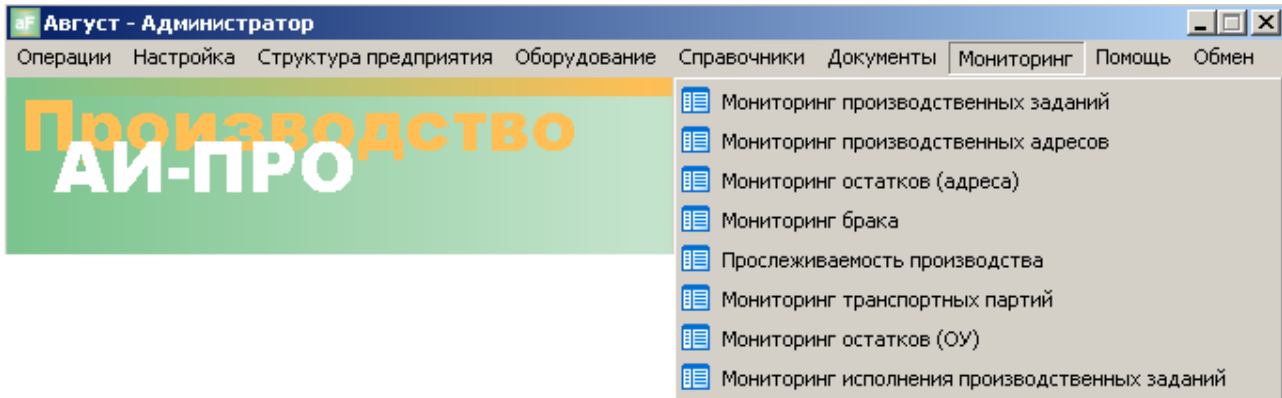 aF Август - Администратор
Операции Настройка Структура предприятия Оборудование Справочники Документы Мониторинг Помощь Обмен
Производство
АИ-ПРО
Мониторинг производственных заданий
Мониторинг производственных адресов
Мониторинг остатков (адреса)
Мониторинг брака
Прослеживаемость производства
Мониторинг транспортных партий
Мониторинг остатков (ОУ)
Мониторинг исполнения производственных заданий